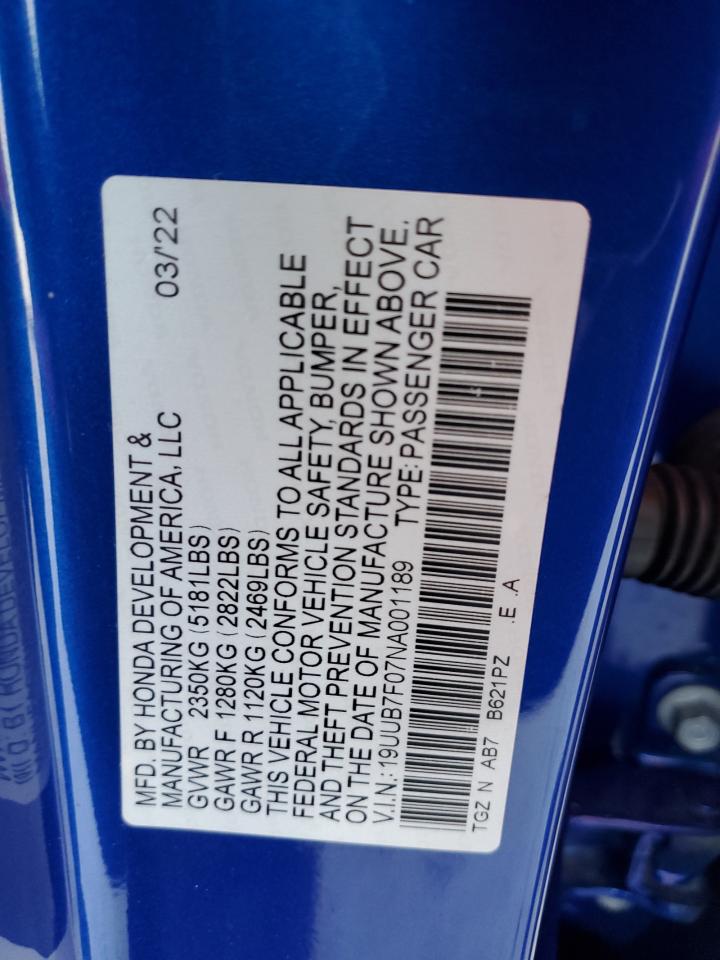 MFD. BY HONDA DEVELOPMENT &
MANUFACTURING OF AMERICA, LLC 03/'22
GVWR 2350KG (5181LBS)
GAWR F 1280KG (2822LBS)
GAWR R 1120KG (2469LBS)
THIS VEHICLE CONFORMS TO ALL APPLICABLE
FEDERAL MOTOR VEHICLE SAFETY, BUMPER,
AND THEFT PREVENTION STANDARDS IN EFFECT
ON THE DATE OF MANUFACTURE SHOWN ABOVE.
V.I.N.: 19UUB7F07NA001189 TYPE: PASSENGER CAR
TGZ N AB7 B621PZ .E .A